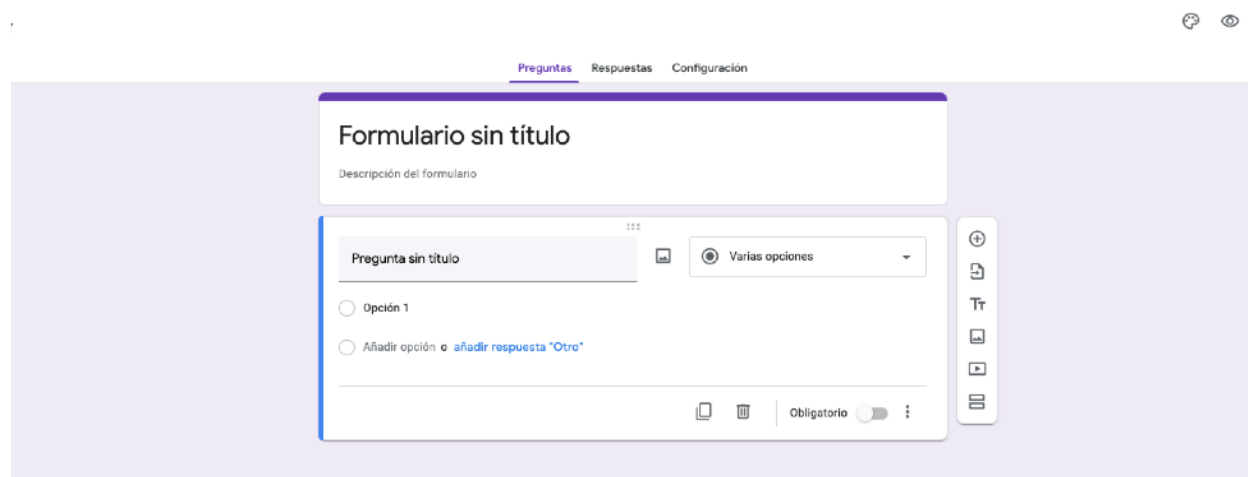 Preguntas Respuestas Configuración
Formulario sin título
Descripción del formulario
Pregunta sin título
Varias opciones
Opción 1
Añadir opción o añadir respuesta "Otro"
Tт
Obligatorio